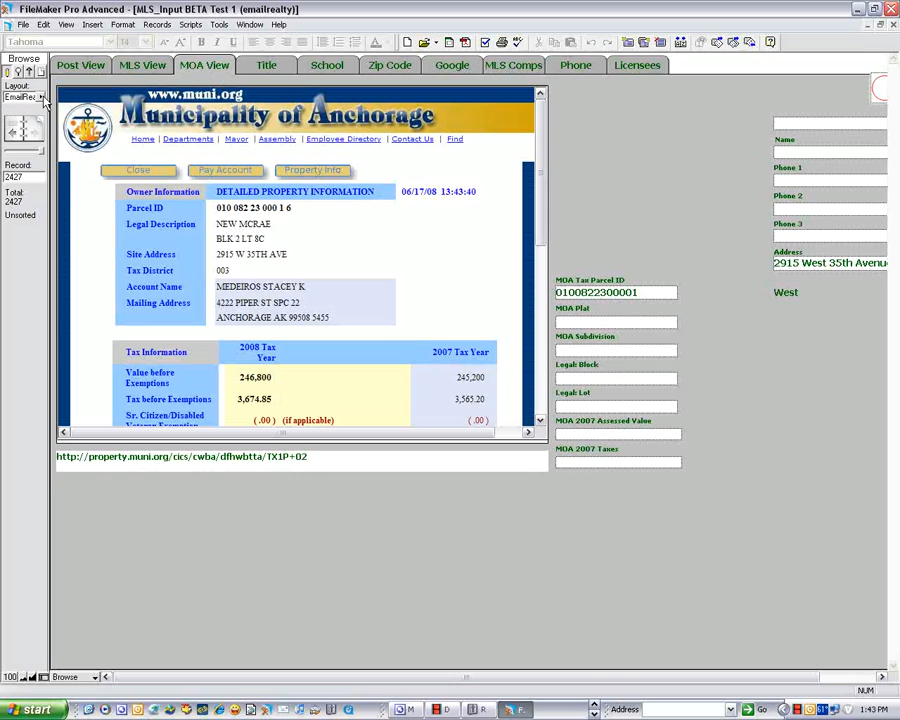 FileMaker Pro Advanced - [MLS_Input BETA Test 1 (emailrealty)]
File Edit View Insert Format Records Scripts Tools Window Help
Tahoma 14
Browse
Post View MLS View MOA View Title School Zip Code Google MLS Comps Phone Licensees
Layout:
EmailRea
Record:
2427
Total:
2427
Unsorted
www.muni.org
Municipality of Anchorage
Home | Departments | Mayor | Assembly | Employee Directory | Contact Us | Find
Close Pay Account Property Info.
Owner Information DETAILED PROPERTY INFORMATION 06/17/08 13:43:40
Parcel ID 010 082 23 000 1 6
Legal Description NEW MCRAE
BLK 2 LT 8C
Site Address 2915 W 35TH AVE
Tax District 003
Account Name MEDEIROS STACEY K
Mailing Address 4222 PIPER ST SPC 22
ANCHORAGE AK 99508 5455
Tax Information 2008 Tax Year 2007 Tax Year
Value before Exemptions 246,800 245,200
Tax before Exemptions 3,674.85 3,565.20
Sr. Citizen/Disabled Veteran Exemption ( .00 ) (if applicable) ( .00 )
http://property.muni.org/cics/cwba/dfhwbtta/TX1P+02
MOA Tax Parcel ID
0100822300001
MOA Plat
MOA Subdivision
Legal: Block
Legal: Lot
MOA 2007 Assessed Value
MOA 2007 Taxes
Name
Phone 1
Phone 2
Phone 3
Address
2915 West 35th Avenu
West
100 Browse
NUM
start M D R F. Address Go 61° 1:43 PM